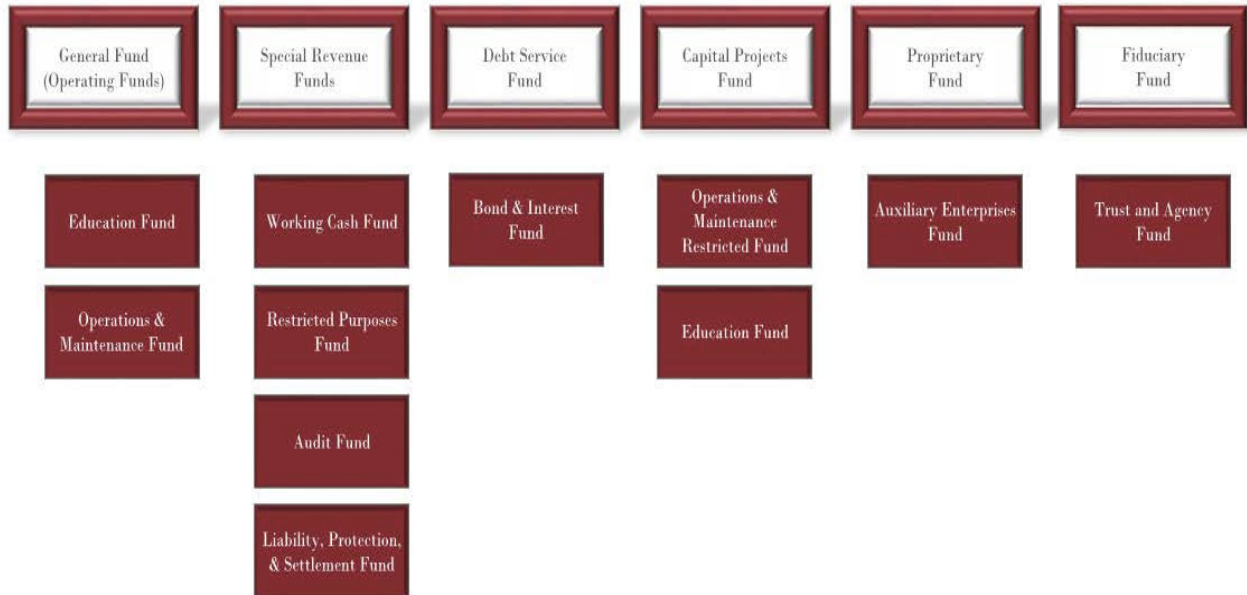 General Fund
(Operating Funds)
Special Revenue
Funds
Debt Service
Fund
Capital Projects
Fund
Proprietary
Fund
Fiduciary
Fund
Education Fund
Working Cash Fund
Bond & Interest
Fund
Operations &
Maintenance
Restricted Fund
Auxiliary Enterprises
Fund
Trust and Agency
Fund
Operations &
Maintenance Fund
Restricted Purposes
Fund
Education Fund
Audit Fund
Liability, Protection,
& Settlement Fund